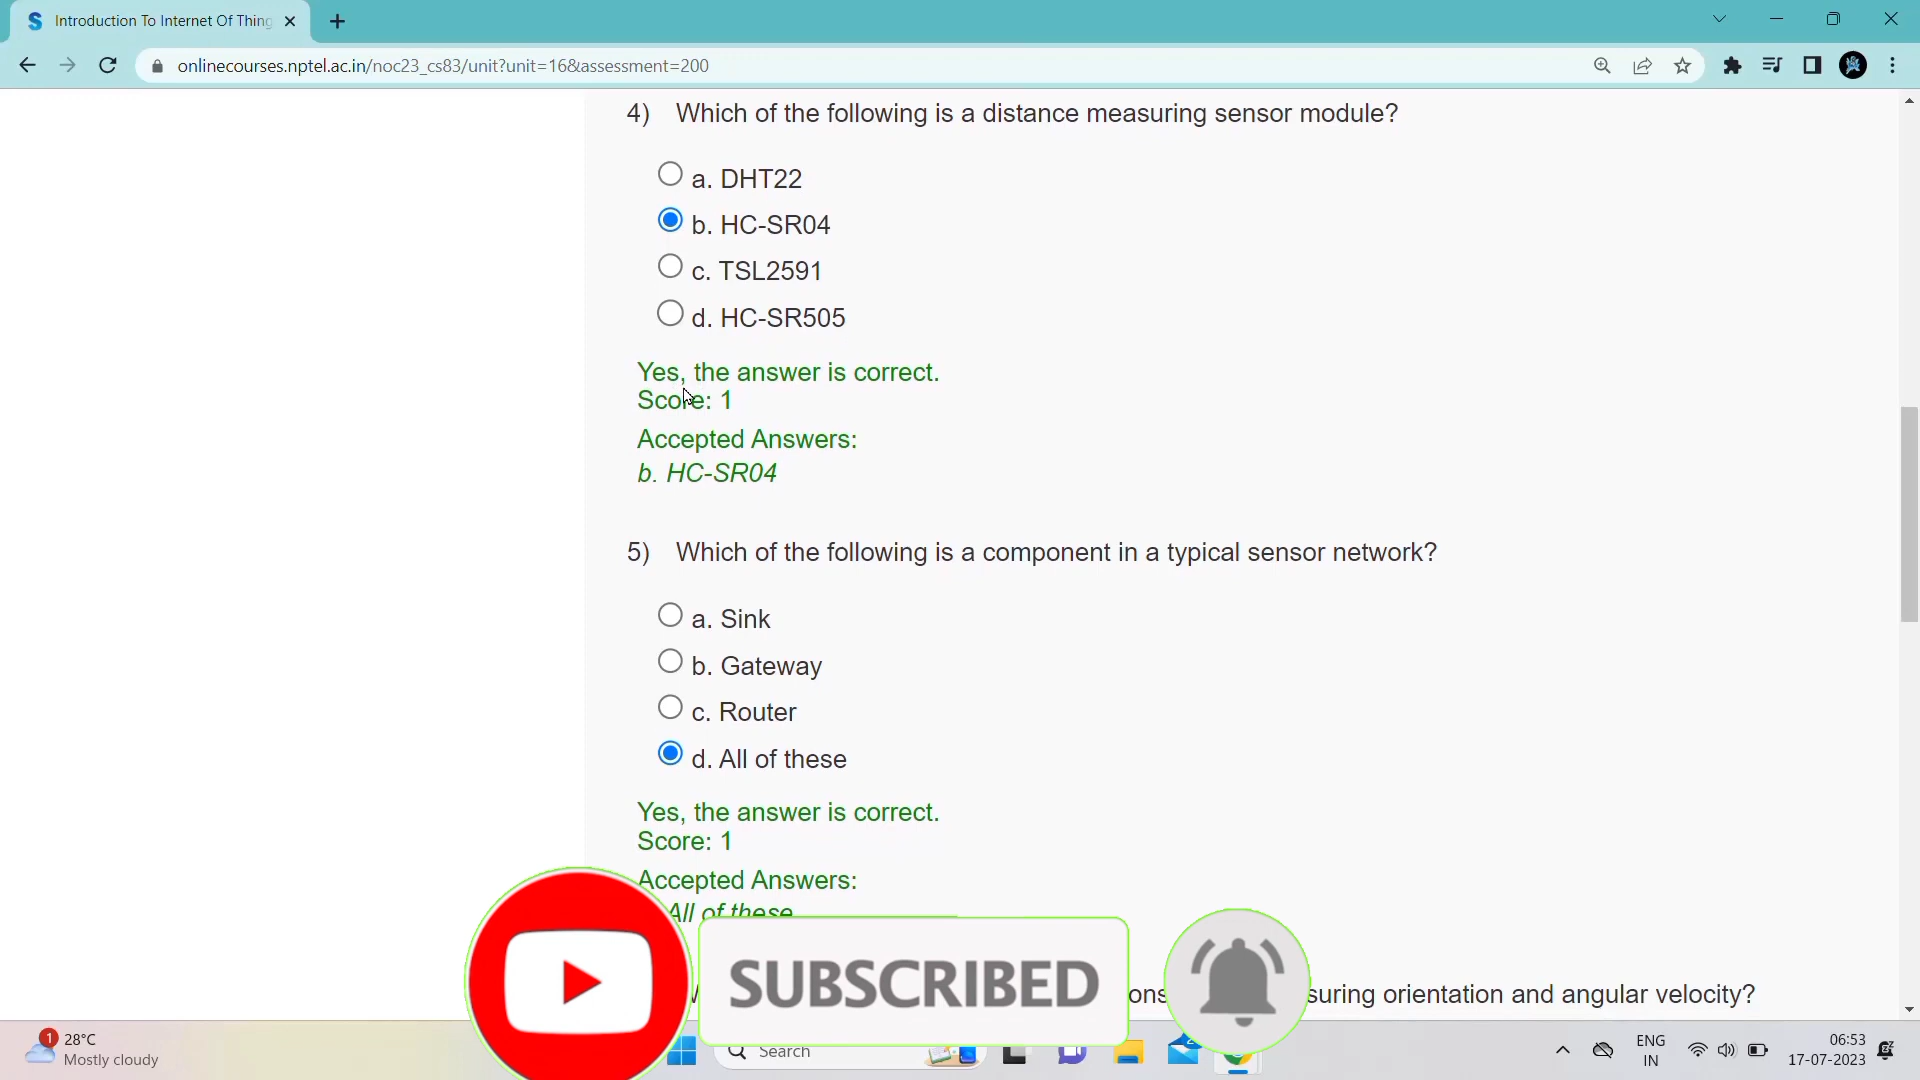 Introduction To Internet Of Thing
onlinecourses.nptel.ac.in/noc23_cs83/unit?unit=16&assessment=200
4) Which of the following is a distance measuring sensor module?
a. DHT22
b. HC-SR04
c. TSL2591
d. HC-SR505
Yes, the answer is correct.
Score: 1
Accepted Answers:
b. HC-SR04
5) Which of the following is a component in a typical sensor network?
a. Sink
b. Gateway
c. Router
d. All of these
Yes, the answer is correct.
Score: 1
Accepted Answers:
All of these
SUBSCRIBED
suring orientation and angular velocity?
1
28°C
Mostly cloudy
Search
ENG
IN
06:53
17-07-2023